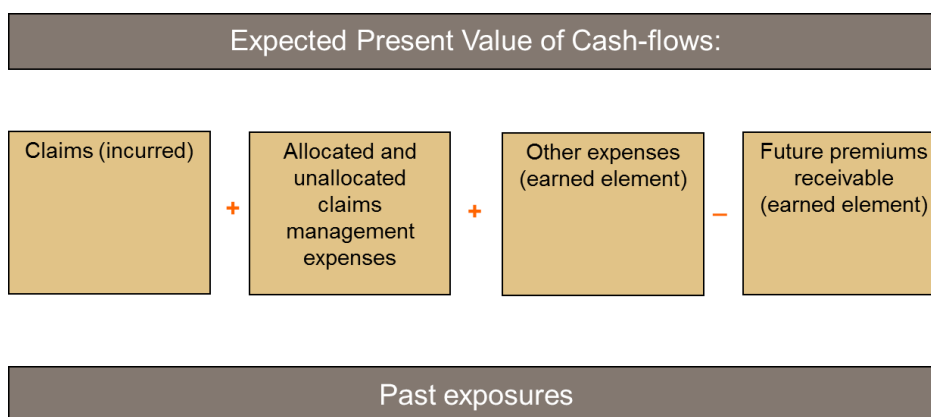 Expected Present Value of Cash-flows:
Claims (incurred)
+
Allocated and
unallocated
claims
management
expenses
+
Other expenses
(earned element)
–
Future premiums
receivable
(earned element)
Past exposures